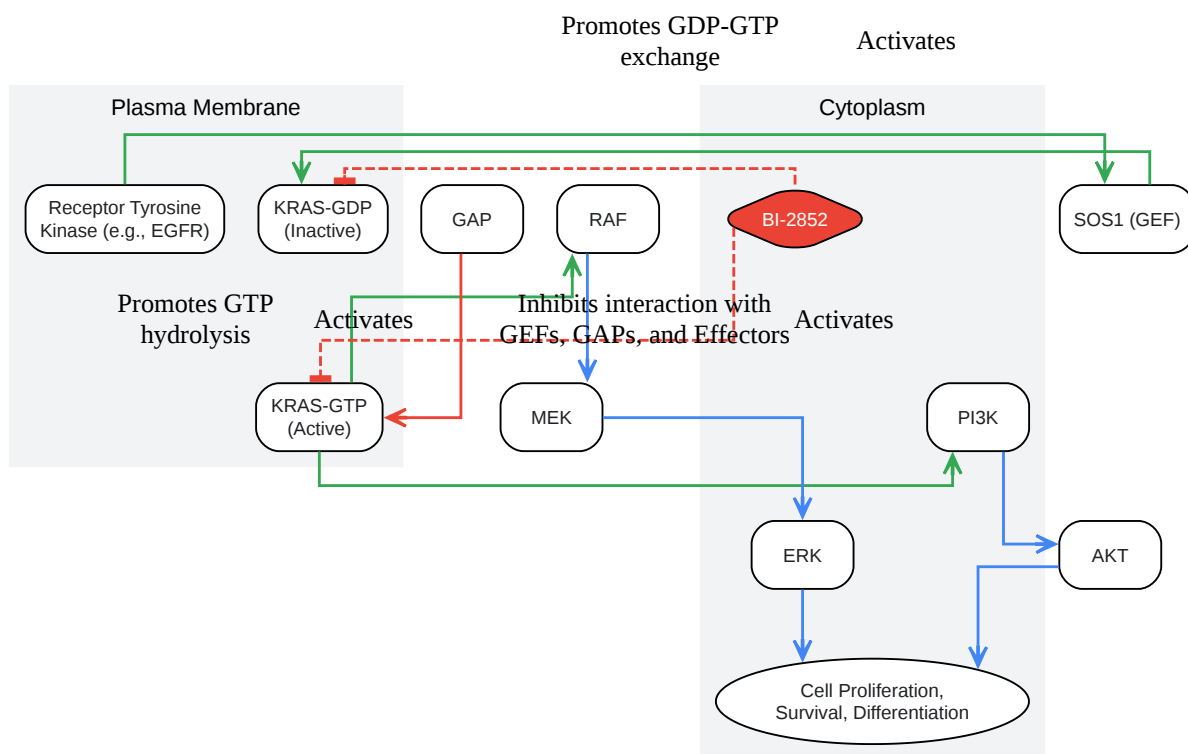 Promotes GDP-GTP
exchange
Activates
Plasma Membrane
Cytoplasm
Receptor Tyrosine
Kinase (e.g., EGFR)
KRAS-GDP
(Inactive)
GAP
RAF
BI-2852
SOS1 (GEF)
Promotes GTP
hydrolysis
Activates
Inhibits interaction with
GEFs, GAPs, and Effectors
Activates
KRAS-GTP
(Active)
MEK
PI3K
ERK
AKT
Cell Proliferation,
Survival, Differentiation